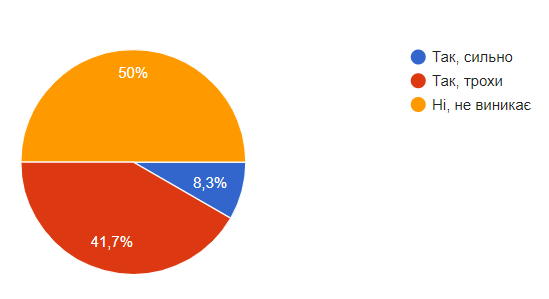 50%
8,3%
41,7%
Так, сильно
Так, трохи
Ні, не виникає